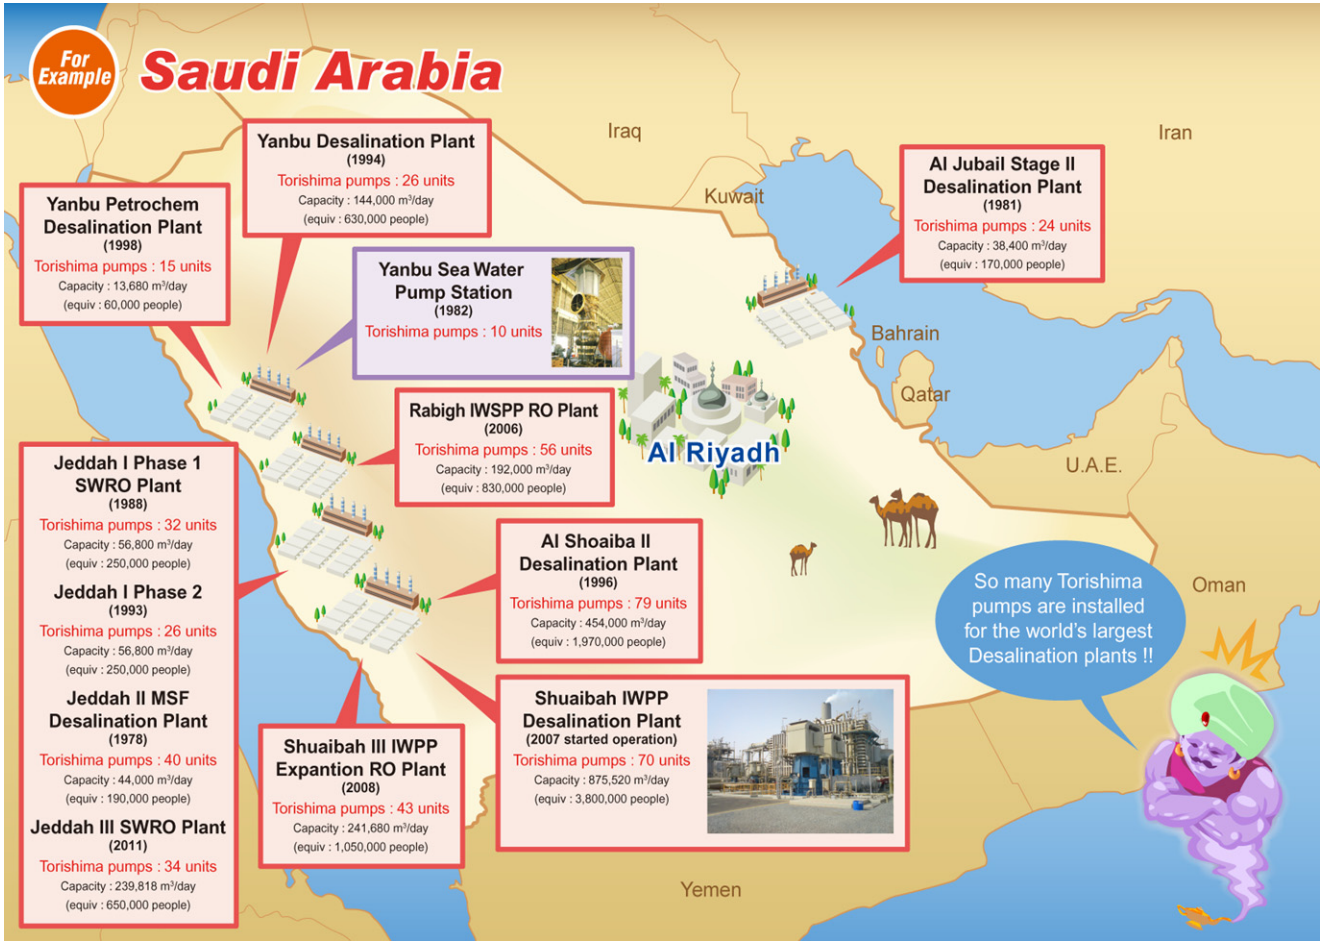 For
Example
Saudi Arabia
Iraq
Iran
Kuwait
Bahrain
Qatar
U.A.E.
Oman
Yemen
Al Riyadh
Yanbu Desalination Plant
(1994)
Torishima pumps : 26 units
Capacity : 144,000 m³/day
(equiv : 630,000 people)
Al Jubail Stage II
Desalination Plant
(1981)
Torishima pumps : 24 units
Capacity : 38,400 m³/day
(equiv : 170,000 people)
Yanbu Petrochem
Desalination Plant
(1998)
Torishima pumps : 15 units
Capacity : 13,680 m³/day
(equiv : 60,000 people)
Yanbu Sea Water
Pump Station
(1982)
Torishima pumps : 10 units
Rabigh IWSPP RO Plant
(2006)
Torishima pumps : 56 units
Capacity : 192,000 m³/day
(equiv : 830,000 people)
Jeddah I Phase 1
SWRO Plant
(1988)
Torishima pumps : 32 units
Capacity : 56,800 m³/day
(equiv : 250,000 people)
Jeddah I Phase 2
(1993)
Torishima pumps : 26 units
Capacity : 56,800 m³/day
(equiv : 250,000 people)
Jeddah II MSF
Desalination Plant
(1978)
Torishima pumps : 40 units
Capacity : 44,000 m³/day
(equiv : 190,000 people)
Jeddah III SWRO Plant
(2011)
Torishima pumps : 34 units
Capacity : 239,818 m³/day
(equiv : 650,000 people)
Al Shoaiba II
Desalination Plant
(1996)
Torishima pumps : 79 units
Capacity : 454,000 m³/day
(equiv : 1,970,000 people)
Shuaibah III IWPP
Expantion RO Plant
(2008)
Torishima pumps : 43 units
Capacity : 241,680 m³/day
(equiv : 1,050,000 people)
Shuaibah IWPP
Desalination Plant
(2007 started operation)
Torishima pumps : 70 units
Capacity : 875,520 m³/day
(equiv : 3,800,000 people)
So many Torishima
pumps are installed
for the world's largest
Desalination plants !!